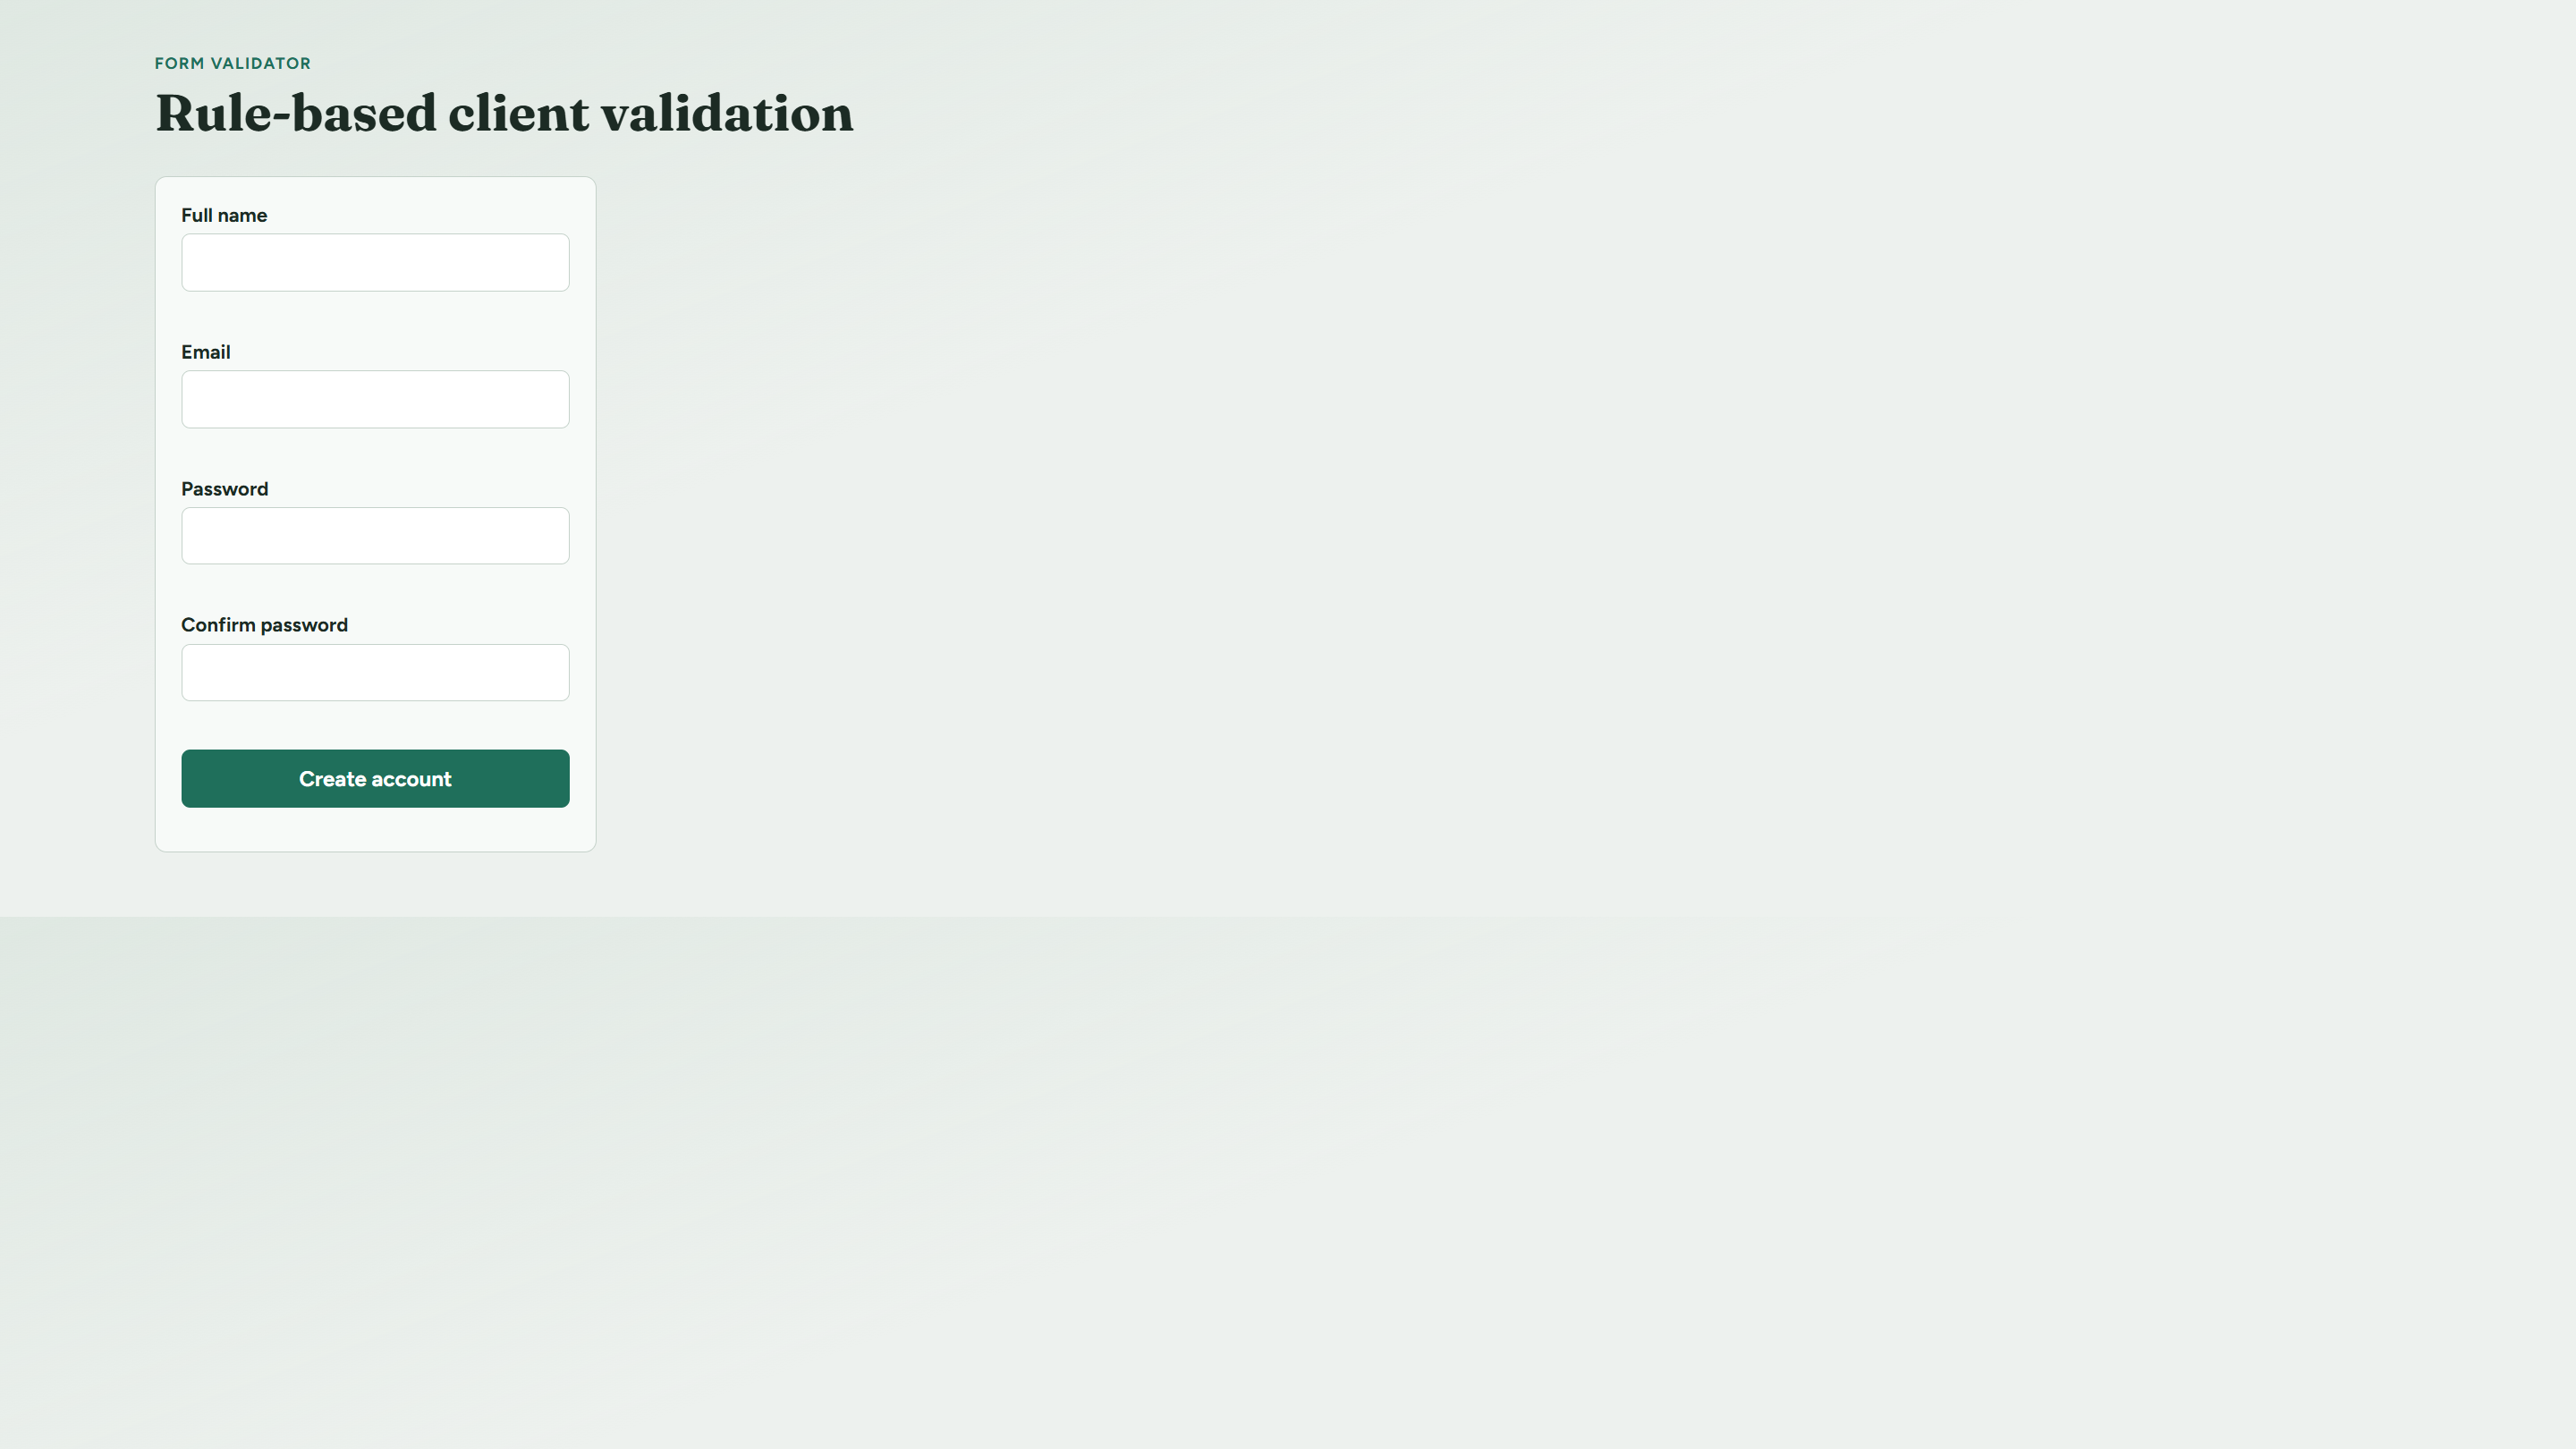 FORM VALIDATOR
Rule-based client validation
Full name
Email
Password
Confirm password
Create account